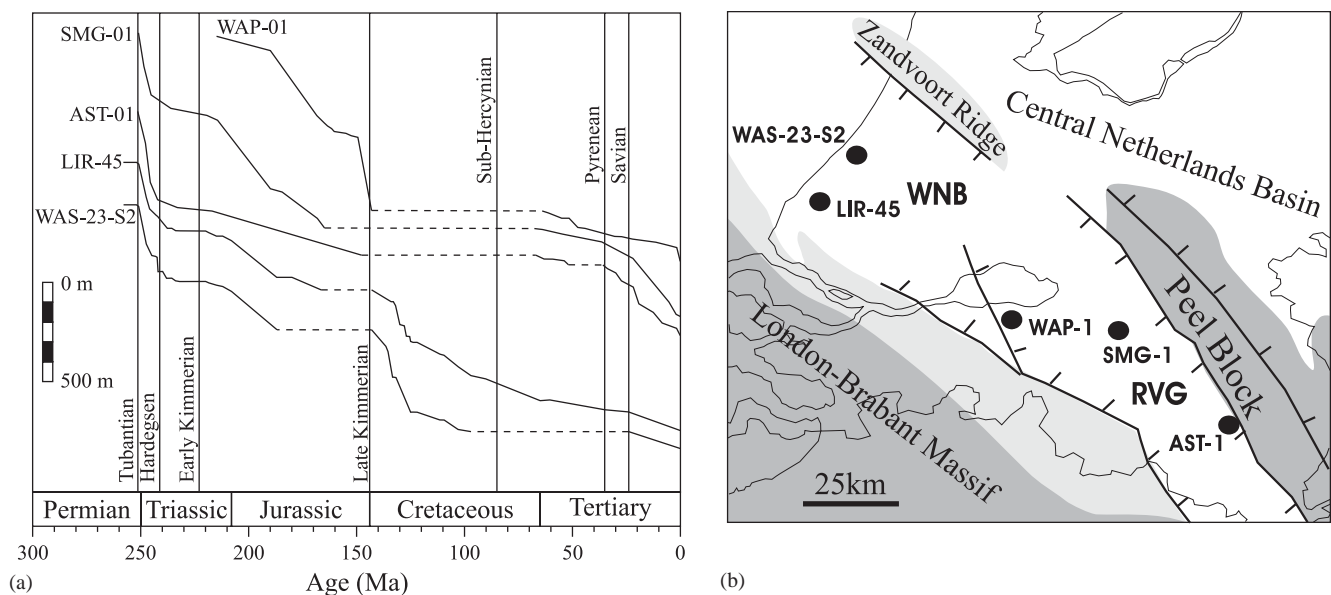 SMG-01
WAP-01
AST-01
LIR-45
WAS-23-S2
0 m
500 m
Tubantian
Hardegsen
Early Kimmerian
Late Kimmerian
Sub-Hercynian
Pyrenean
Savian
Permian
Triassic
Jurassic
Cretaceous
Tertiary
300
250
200
150
100
50
0
(a)
Age (Ma)
Zandvoort Ridge
Central Netherlands Basin
WAS-23-S2
WNB
LIR-45
Peel Block
London-Brabant Massif
WAP-1
SMG-1
RVG
AST-1
25km
(b)